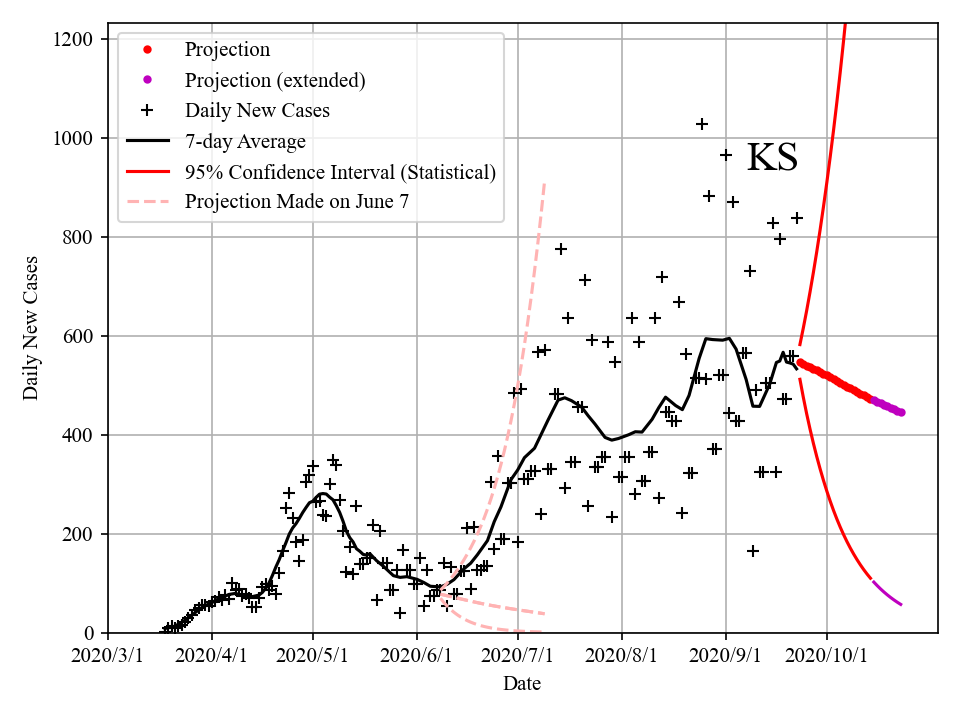 1200
1000
800
600
400
200
0
Daily New Cases
Projection
Projection (extended)
Daily New Cases
7-day Average
95% Confidence Interval (Statistical)
Projection Made on June 7
KS
2020/3/1 2020/4/1 2020/5/1 2020/6/1 2020/7/1 2020/8/1 2020/9/1 2020/10/1
Date